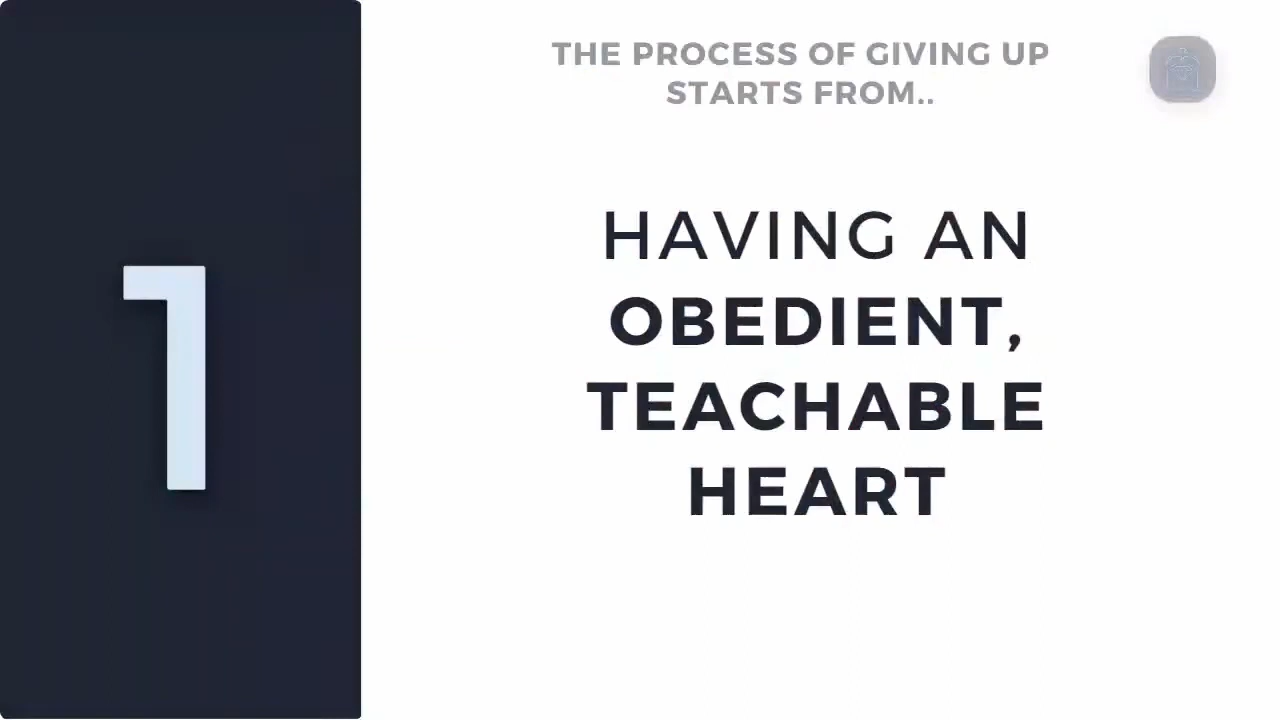 THE PROCESS OF GIVING UP
STARTS FROM..
1
HAVING AN
OBEDIENT,
TEACHABLE
HEART